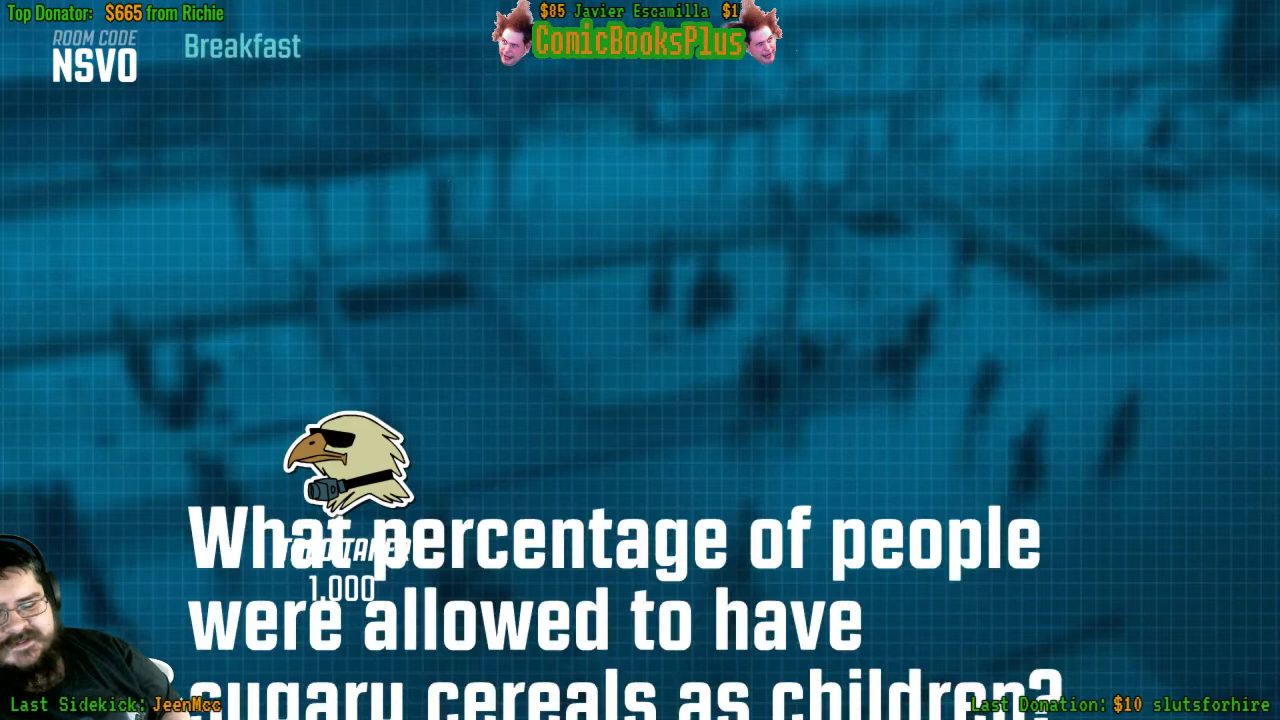 Top Donator: $665 from Richie
$85 Javier Escamilla $1
ComicBooksPlus
ROOM CODE
NSVO
Breakfast
What percentage of people
1,000
were allowed to have
sugary cereals as children?
Last Sidekick: JeenMcc
Last Donation: $10 slutsforhire